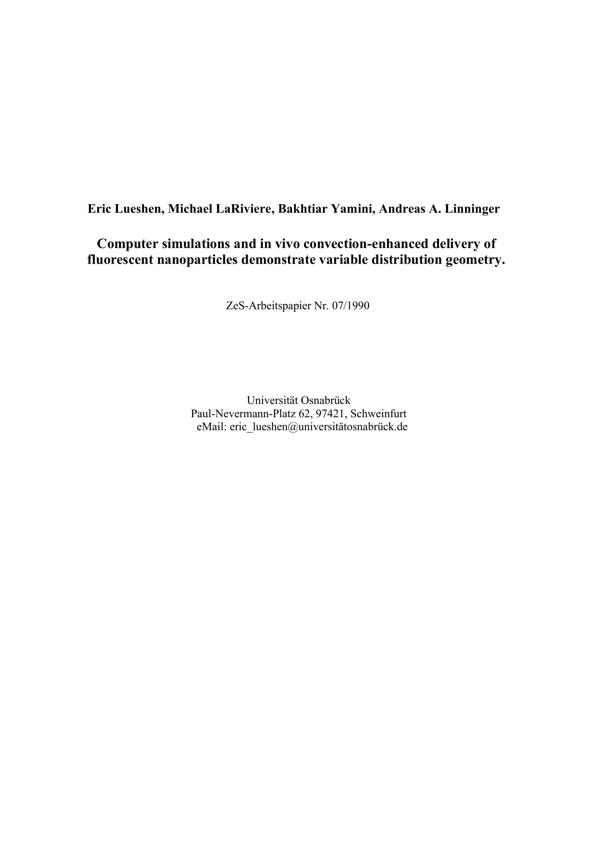 Eric Lueshen, Michael LaRiviere, Bakhtiar Yamini, Andreas A. Linninger
Computer simulations and in vivo convection-enhanced delivery of
fluorescent nanoparticles demonstrate variable distribution geometry.
ZeS-Arbeitspapier Nr. 07/1990
Universität Osnabrück
Paul-Nevermann-Platz 62, 97421, Schweinfurt
eMail: eric_lueshen@universitätosnabrück.de